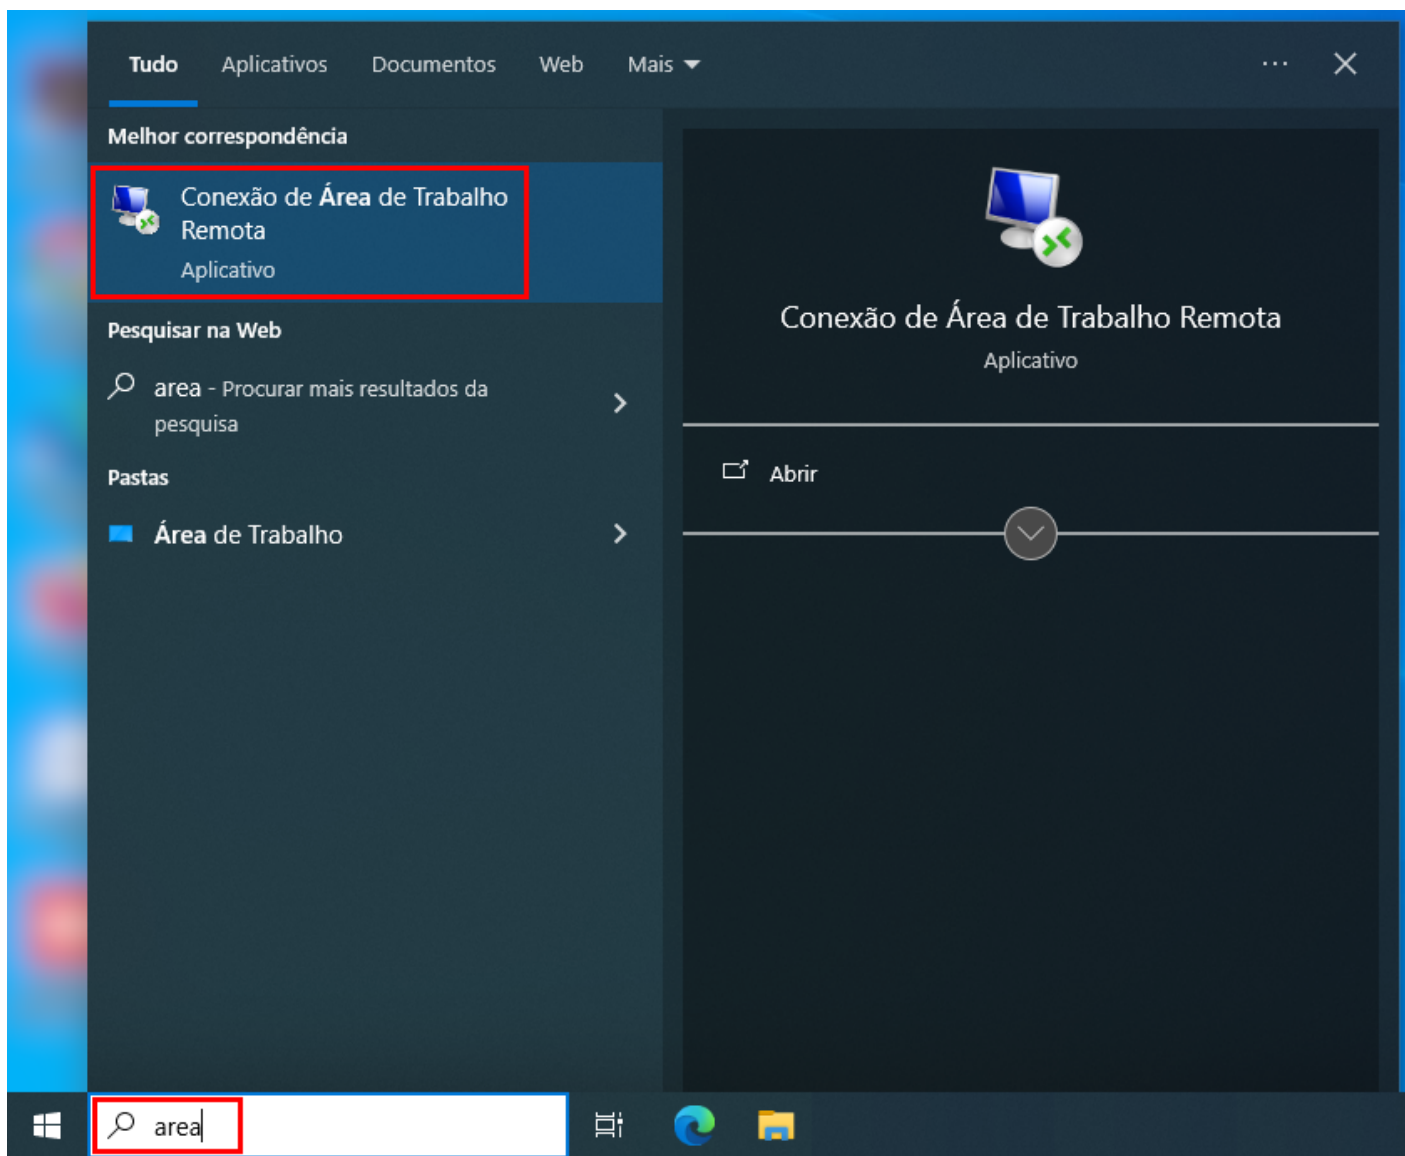 Tudo Aplicativos Documentos Web Mais ...
Melhor correspondência
Conexão de Área de Trabalho
Remota
Aplicativo
Pesquisar na Web
area - Procurar mais resultados da
pesquisa
Pastas
Área de Trabalho
Conexão de Área de Trabalho Remota
Aplicativo
Abrir
area